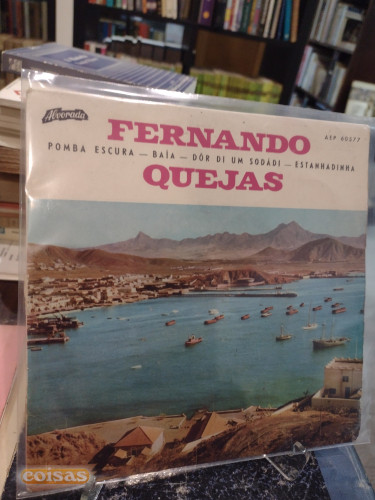 Alvorada
AEP 60577
FERNANDO
POMBA ESCURA — BAÍA — DÔR DI UM SODÁDI — ESTANHADINHA
QUEJAS
coisas